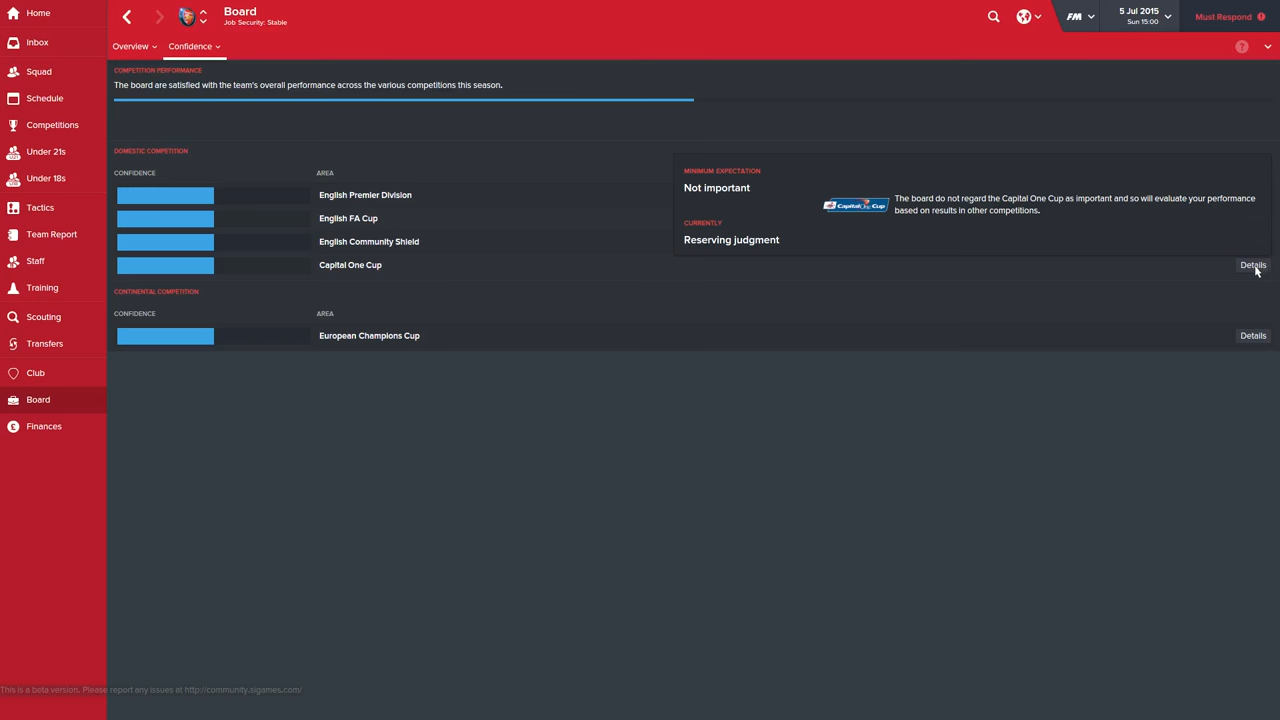 Home
Inbox
Squad
Schedule
Competitions
Under 21s
Under 18s
Tactics
Team Report
Staff
Training
Scouting
Transfers
Club
Board
Finances
Board
Job Security: Stable
FM
5 Jul 2015
Sun 15:00
Must Respond
Overview
Confidence
?
COMPETITION PERFORMANCE
The board are satisfied with the team's overall performance across the various competitions this season.
DOMESTIC COMPETITION
CONFIDENCE AREA
English Premier Division
English FA Cup
English Community Shield
Capital One Cup Details
MINIMUM EXPECTATION
Not important
CURRENTLY
Reserving judgment
Capital One Cup
The board do not regard the Capital One Cup as important and so will evaluate your performance
based on results in other competitions.
CONTINENTAL COMPETITION
CONFIDENCE AREA
European Champions Cup Details
This is a beta version. Please report any issues at http://community.sigames.com/